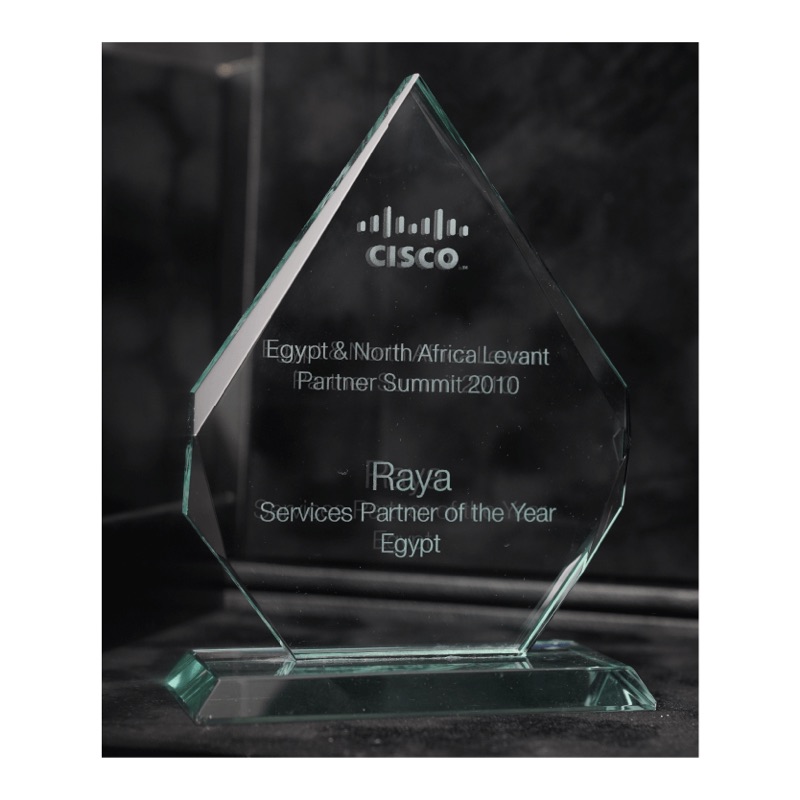 CISCO
Egypt & North Africa Levant
Partner Summit 2010
Raya
Services Partner of the Year
Egypt